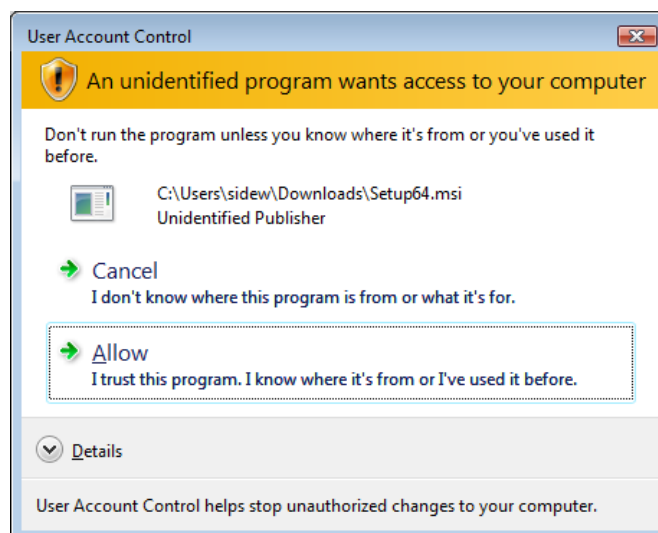 User Account Control
An unidentified program wants access to your computer
Don't run the program unless you know where it's from or you've used it
before.
C:\Users\sidew\Downloads\Setup64.msi
Unidentified Publisher
Cancel
I don't know where this program is from or what it's for.
Allow
I trust this program. I know where it's from or I've used it before.
Details
User Account Control helps stop unauthorized changes to your computer.